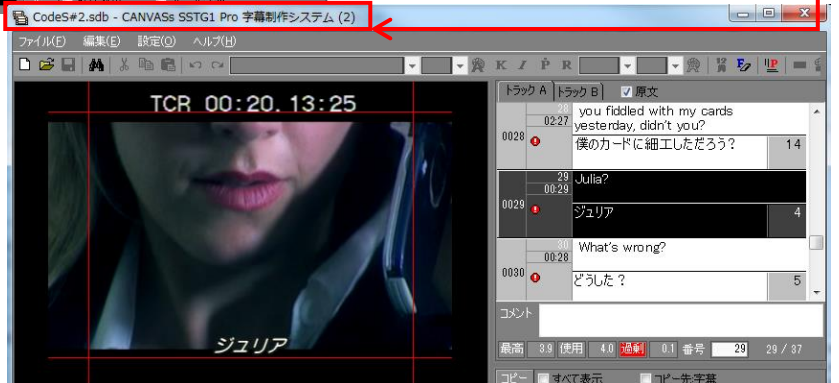 CodeS#2.sdb - CANVASs SSTG1 Pro 字幕制作システム (2)
ファイル(F) 編集(E) 設定(O) ヘルプ(H)
K I P R
トラック A トラック B 原文
TCR 00:20.13:25
28 you fiddled with my cards
02:27 yesterday, didn't you?
0028 僕のカードに細工しただろう? 14
29 Julia?
00:29
0029 ジュリア 4
30 What's wrong?
00:28
0030 どうした? 5
コメント
ジュリア
最高 3.9 使用 4.0 過剰 0.1 番号 29 29 / 37
コピー すべて表示 コピー先字幕